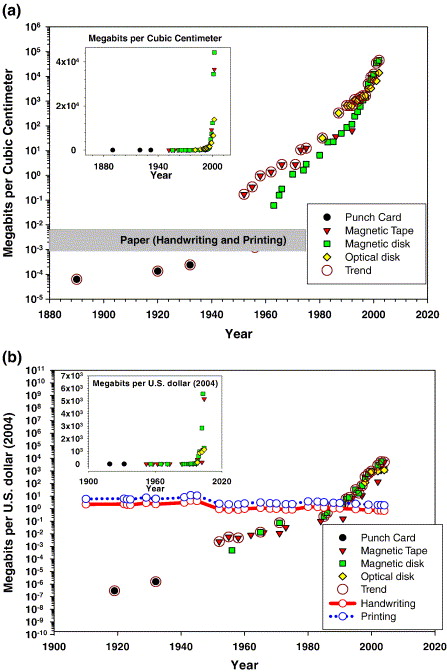 (a)
Megabits per Cubic Centimeter
10⁶
10⁵
10⁴
10³
10²
10¹
10⁰
10⁻¹
10⁻²
10⁻³
10⁻⁴
10⁻⁵
Megabits per Cubic Centimeter
4x10⁴
2x10⁴
0
1880 1920 1960 2000
Year
Paper (Handwriting and Printing)
Punch Card
Magnetic Tape
Magnetic disk
Optical disk
Trend
1880 1900 1920 1940 1960 1980 2000 2020
Year
(b)
Megabits per U.S. dollar (2004)
10¹¹
10¹⁰
10⁹
10⁸
10⁷
10⁶
10⁵
10⁴
10³
10²
10¹
10⁰
10⁻¹
10⁻²
10⁻³
10⁻⁴
10⁻⁵
10⁻⁶
10⁻⁷
10⁻⁸
10⁻⁹
10⁻¹⁰
Megabits per U.S. dollar (2004)
7x10³
6x10³
5x10³
4x10³
3x10³
2x10³
1x10³
0
1900 1960 2020
Year
Punch Card
Magnetic Tape
Magnetic disk
Optical disk
Trend
Handwriting
Printing
1900 1920 1940 1960 1980 2000 2020
Year